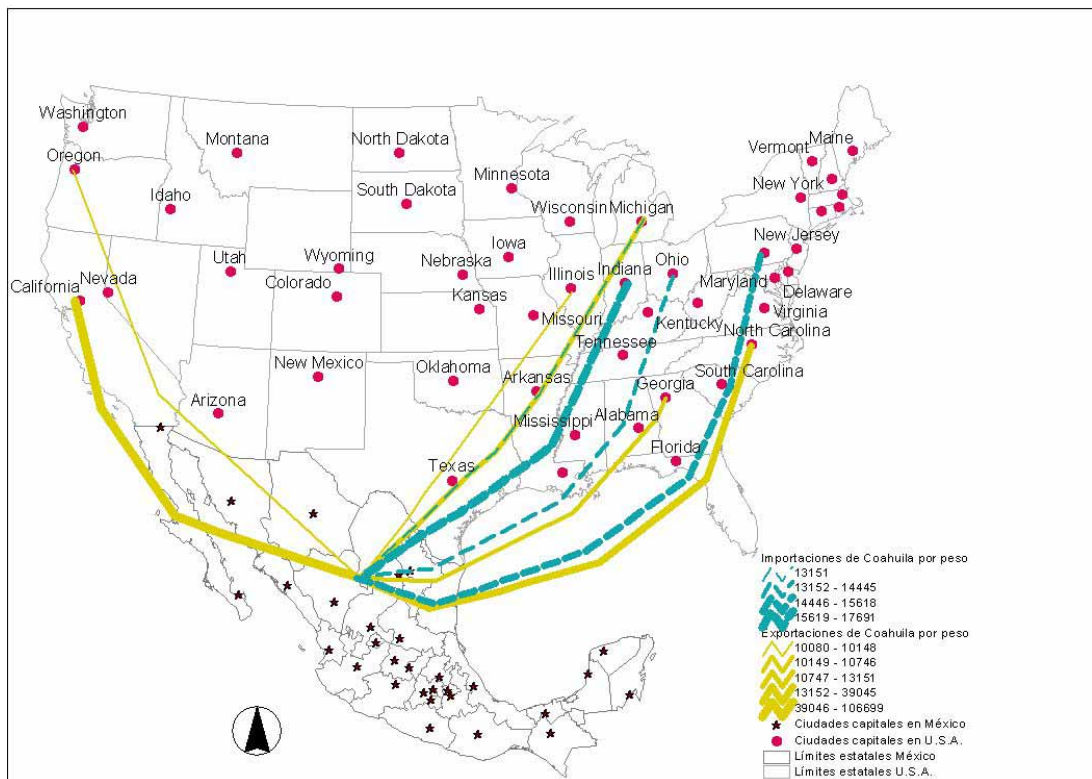 Washington
Oregon
Montana
North Dakota
Minnesota
Vermont
Maine
Idaho
South Dakota
Wisconsin
Michigan
New York
Utah
Wyoming
Nebraska
Iowa
Illinois
Indiana
Ohio
New Jersey
California
Nevada
Colorado
Kansas
Missouri
Kentucky
Maryland
Delaware
Virginia
Tennessee
North Carolina
New Mexico
Oklahoma
Arkansas
Georgia
South Carolina
Arizona
Mississippi
Alabama
Texas
Florida
Importaciones de Coahuila por peso
13151
13152 - 14445
14446 - 15618
15619 - 17691
Exportaciones de Coahuila por peso
10080 - 10148
10149 - 10746
10747 - 13151
13152 - 39045
39046 - 106699
Ciudades capitales en México
Ciudades capitales en U.S.A.
Límites estatales México
Límites estatales U.S.A.